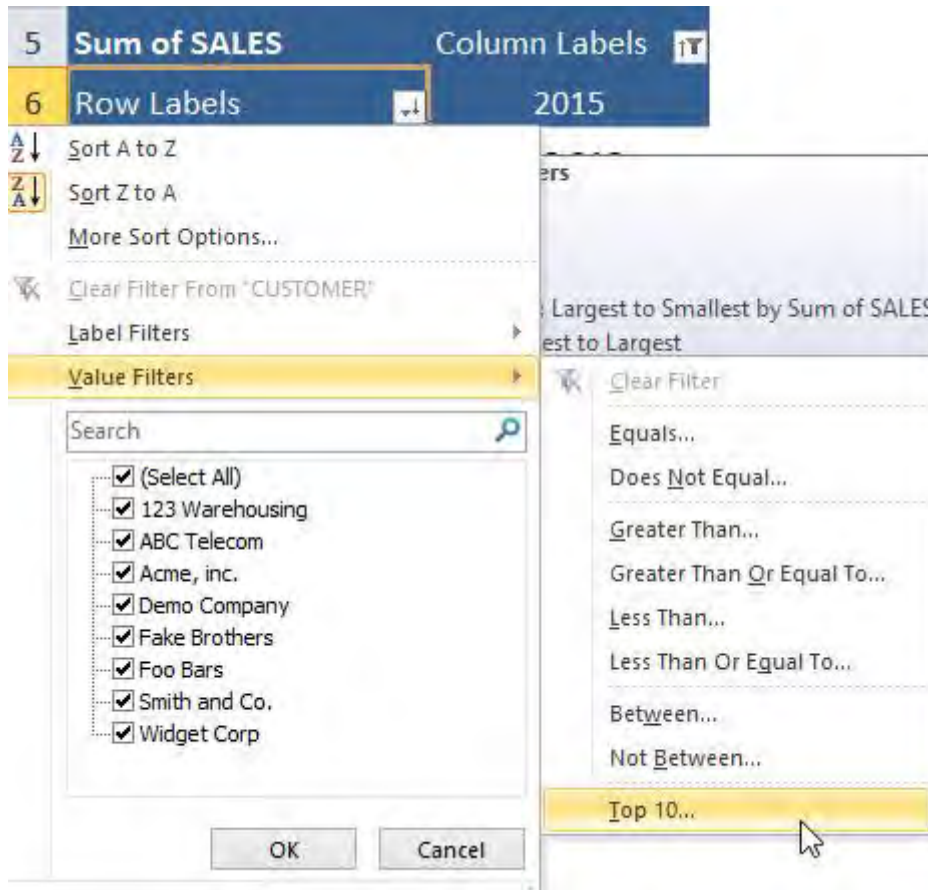 5 Sum of SALES Column Labels
6 Row Labels 2015
Sort A to Z
Sort Z to A
More Sort Options...
Clear Filter From "CUSTOMER"
Label Filters
Value Filters
Search
(Select All)
123 Warehousing
ABC Telecom
Acme, inc.
Demo Company
Fake Brothers
Foo Bars
Smith and Co.
Widget Corp
OK Cancel
ers
Largest to Smallest by Sum of SALES
est to Largest
Clear Filter
Equals...
Does Not Equal...
Greater Than...
Greater Than Or Equal To...
Less Than...
Less Than Or Equal To...
Between...
Not Between...
Top 10...